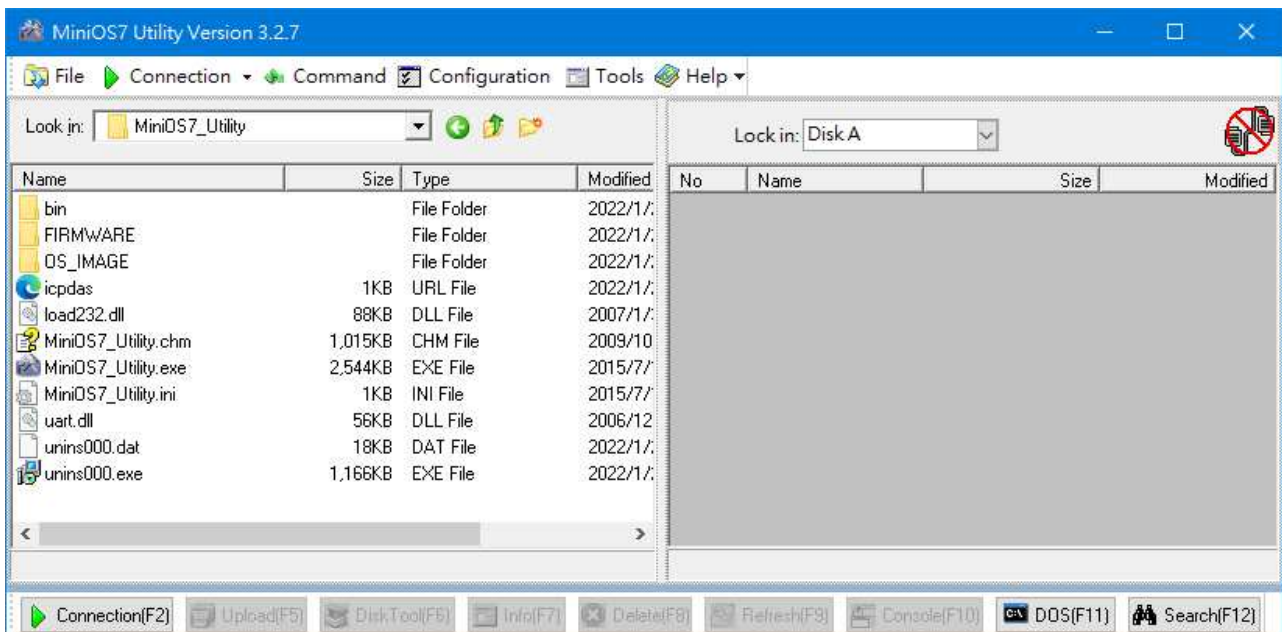 MiniOS7 Utility Version 3.2.7
File Connection Command Configuration Tools Help
Look in: MiniOS7_Utility
Lock in: Disk A
Name Size Type Modified
No Name Size Modified
bin File Folder 2022/1/
FIRMWARE File Folder 2022/1/
OS_IMAGE File Folder 2022/1/
icpdas 1KB URL File 2022/1/
load232.dll 88KB DLL File 2007/1/
MiniOS7_Utility.chm 1,015KB CHM File 2009/10
MiniOS7_Utility.exe 2,544KB EXE File 2015/7/
MiniOS7_Utility.ini 1KB INI File 2015/7/
uart.dll 56KB DLL File 2006/12
unins000.dat 18KB DAT File 2022/1/
unins000.exe 1,166KB EXE File 2022/1/
Connection(F2) Upload(F5) DiskTool(F6) Info(F7) Delete(F8) Refresh(F9) Console(F10) DOS(F11) Search(F12)